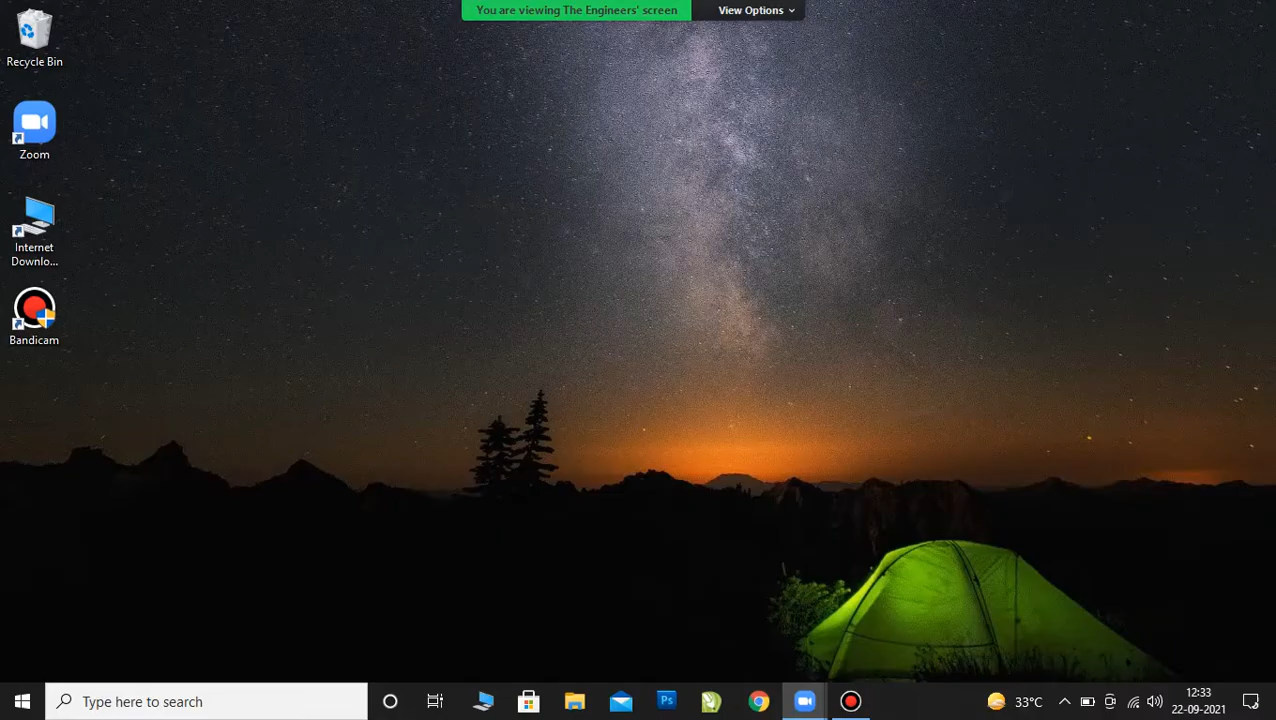 You are viewing The Engineers' screen View Options
Recycle Bin
Zoom
Internet
Downlo...
Bandicam
Type here to search
Ps
33°C
12:33
22-09-2021